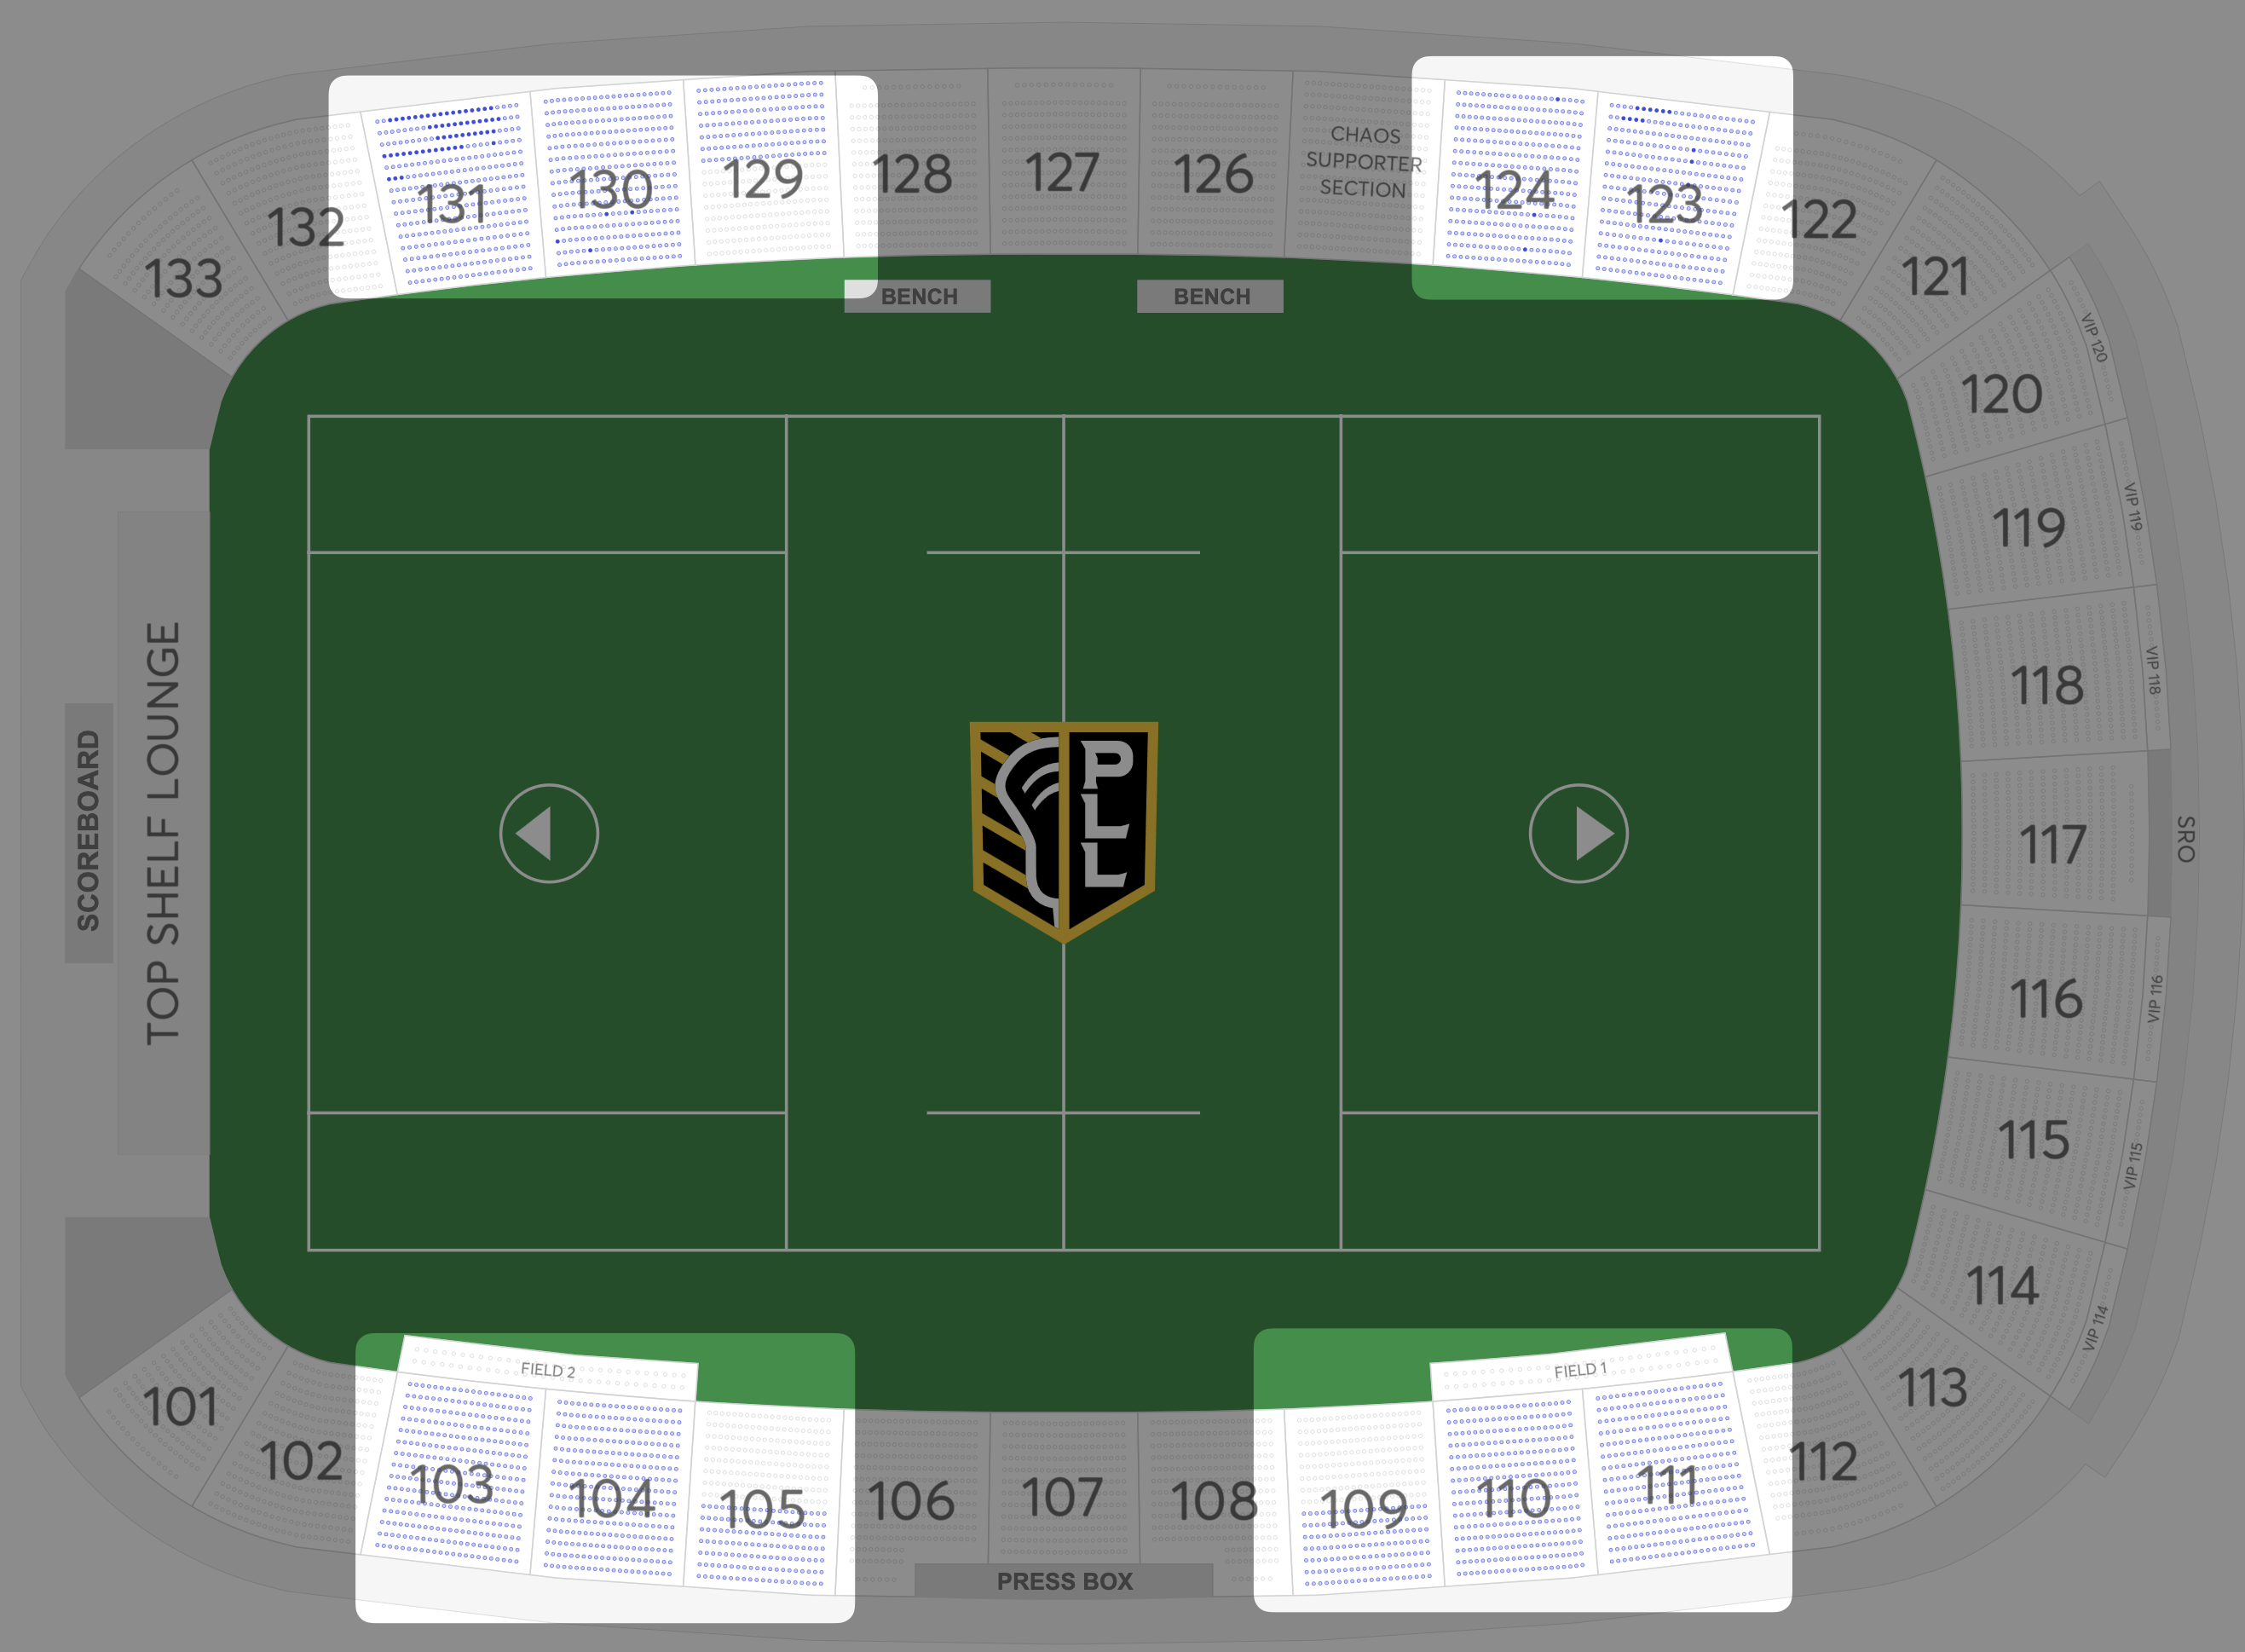 CHAOS
SUPPORTER
SECTION
133
132
131
130
129
128
127
126
124
123
122
121
BENCH
BENCH
VIP 120
120
VIP 119
119
VIP 118
118
117
SRO
116
VIP 116
115
VIP 115
114
VIP 114
113
112
SCOREBOARD
TOP SHELF LOUNGE
PLL
FIELD 2
FIELD 1
101
102
103
104
105
106
107
108
109
110
111
PRESS BOX